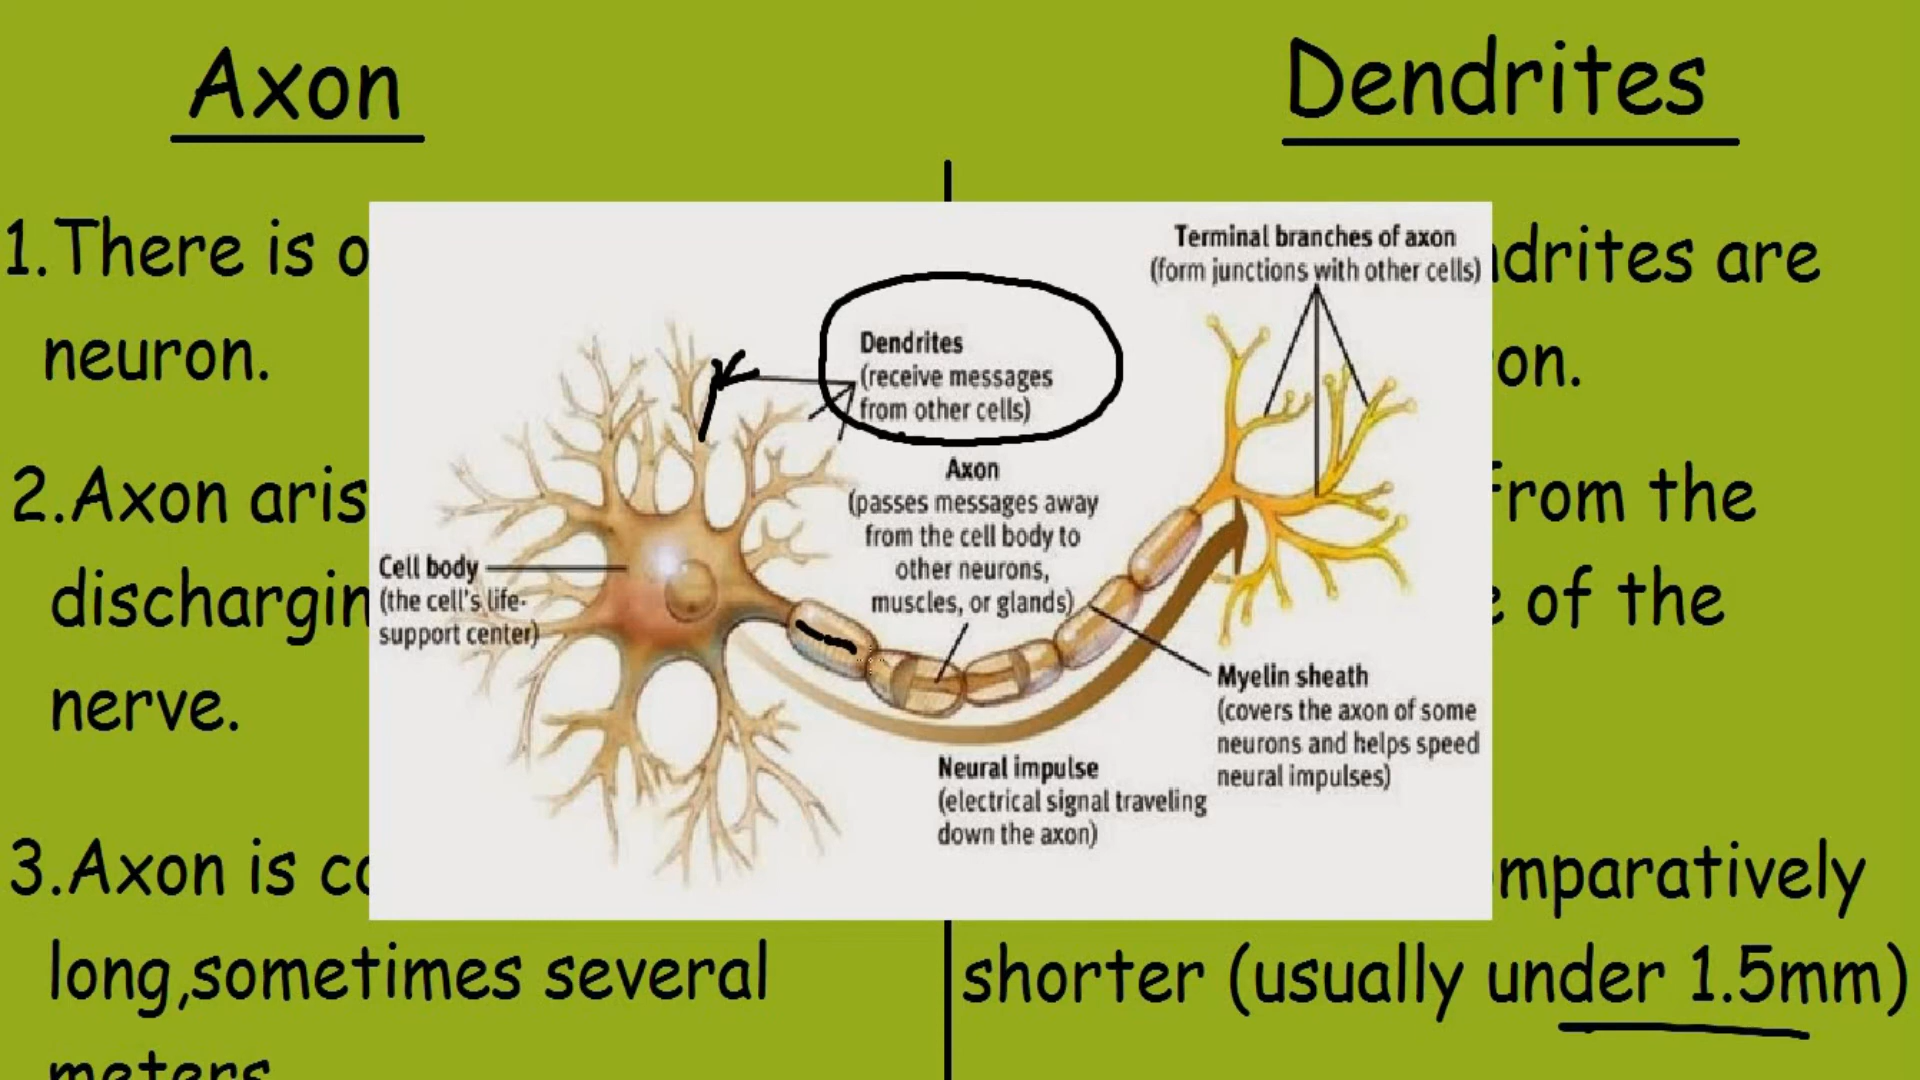 Axon
Dendrites
1.There is o
neuron.
2.Axon aris
dischargin
nerve.
3.Axon is co
long,sometimes several
meters
Terminal branches of axon
(form junctions with other cells)
Dendrites
(receive messages
from other cells)
Axon
(passes messages away
from the cell body to
other neurons,
muscles, or glands)
Cell body
(the cell's life-
support center)
Myelin sheath
(covers the axon of some
neurons and helps speed
neural impulses)
Neural impulse
(electrical signal traveling
down the axon)
ndrites are
on.
from the
e of the
omparatively
shorter (usually under 1.5mm)